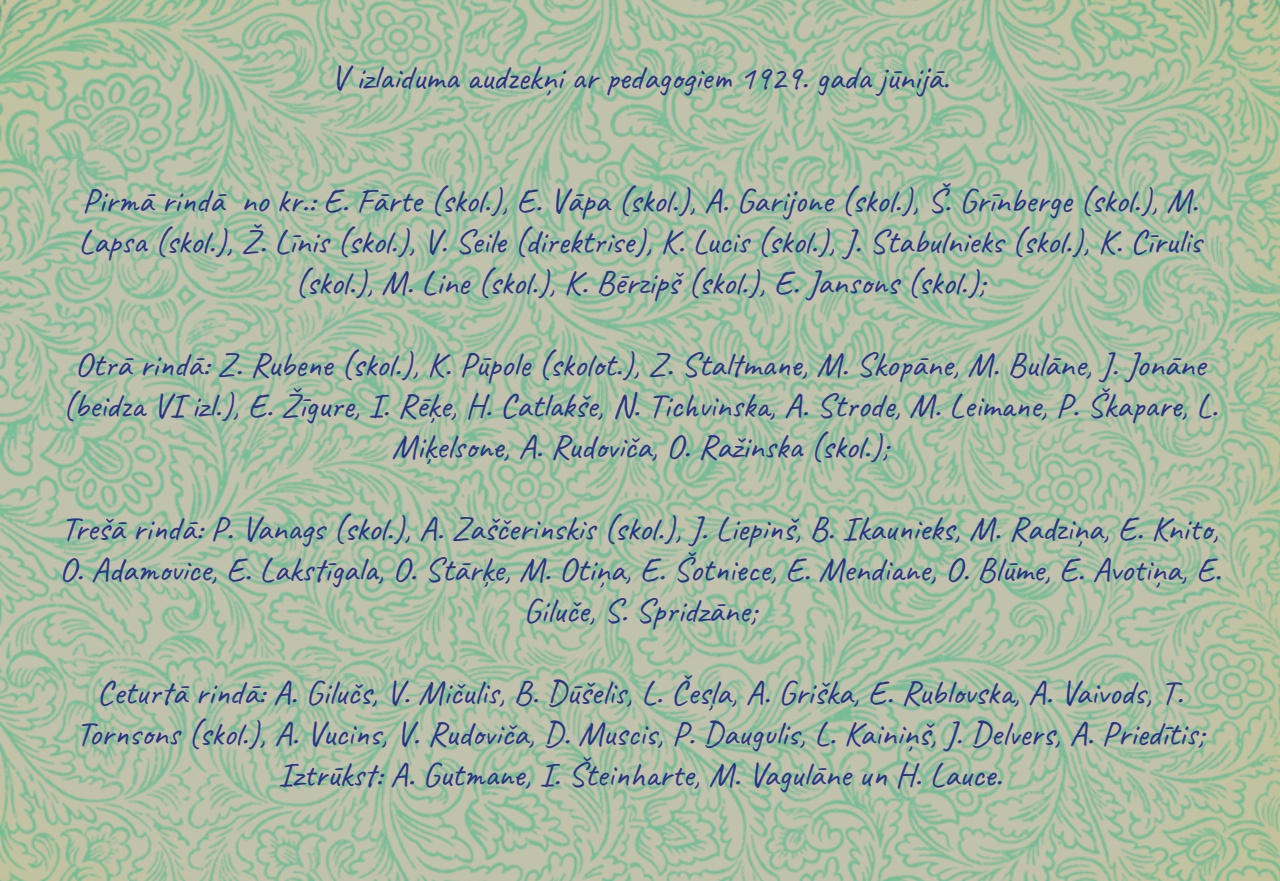 V izlaiduma audzekņi ar pedagogiem 1929. gada jūnijā.
Pirmā rindā no kr.: E. Fārte (skol.), E. Vāpa (skol.), A. Garijone (skol.), Š. Grīnberge (skol.), M.
Lapsa (skol.), Ž. Līnis (skol.), V. Seile (direktrise), K. Lucis (skol.), J. Stabulnieks (skol.), K. Cīrulis
(skol.), M. Line (skol.), K. Bērzipš (skol.), E. Jansons (skol.);
Otrā rindā: Z. Rubene (skol.), K. Pūpole (skolot.), Z. Staltmane, M. Skopāne, M. Bulāne, J. Jonāne
(beidza VI izl.), E. Žīgure, I. Rēķe, H. Catlakše, N. Tichvinska, A. Strode, M. Leimane, P. Škapare, L.
Miķelsone, A. Rudoviča, O. Ražinska (skol.);
Trešā rindā: P. Vanags (skol.), A. Zaščerinskis (skol.), J. Liepinš, B. Ikaunieks, M. Radziņa, E. Knito,
O. Adamovice, E. Lakstīgala, O. Stārķe, M. Otiņa, E. Šotniece, E. Mendiane, O. Blūme, E. Avotiņa, E.
Giluče, S. Spridzāne;
Ceturtā rindā: A. Gilučs, V. Mičulis, B. Dūšelis, L. Česļa, A. Griška, E. Rublovska, A. Vaivods, T.
Tornsons (skol.), A. Vucins, V. Rudoviča, D. Muscis, P. Daugulis, L. Kainiņš, J. Delvers, A. Priedītis;
Iztrūkst: A. Gutmane, I. Šteinharte, M. Vagulāne un H. Lauce.